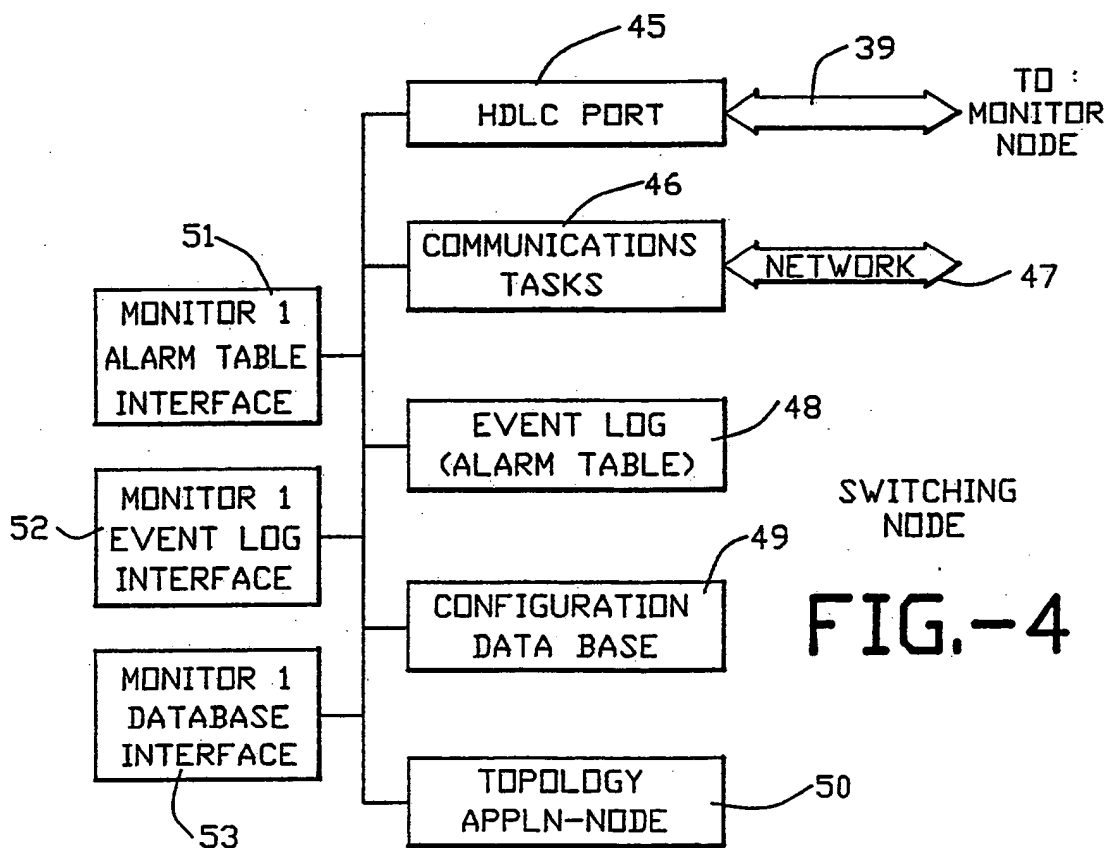 45
39
HDLC PORT
TO :
MONITOR
NODE
46
COMMUNICATIONS
TASKS
NETWORK
47
51
MONITOR 1
ALARM TABLE
INTERFACE
48
EVENT LOG
(ALARM TABLE)
52
MONITOR 1
EVENT LOG
INTERFACE
SWITCHING
NODE
49
CONFIGURATION
DATA BASE
FIG.-4
MONITOR 1
DATABASE
INTERFACE
53
TOPOLOGY
APPLN-NODE
50